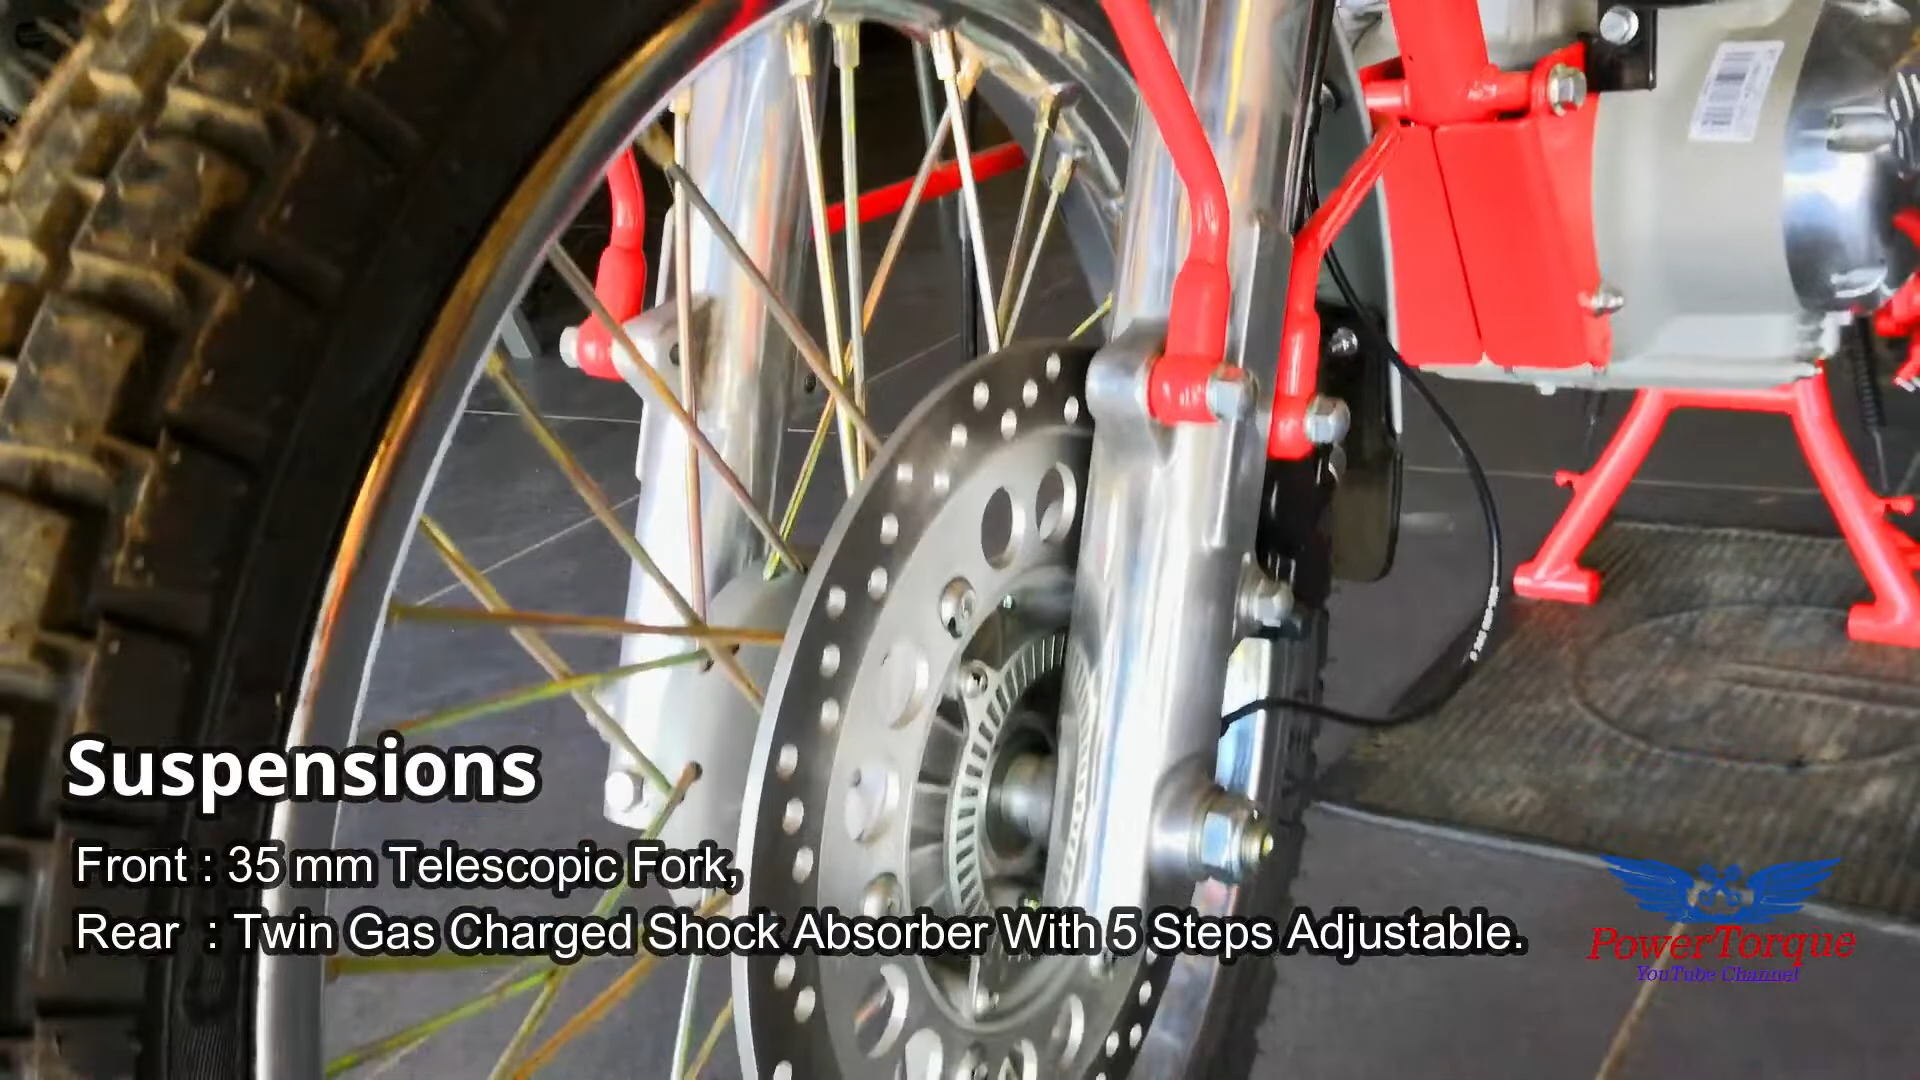 Suspensions
Front : 35 mm Telescopic Fork,
Rear : Twin Gas Charged Shock Absorber With 5 Steps Adjustable.
PowerTorque
YouTube Channel